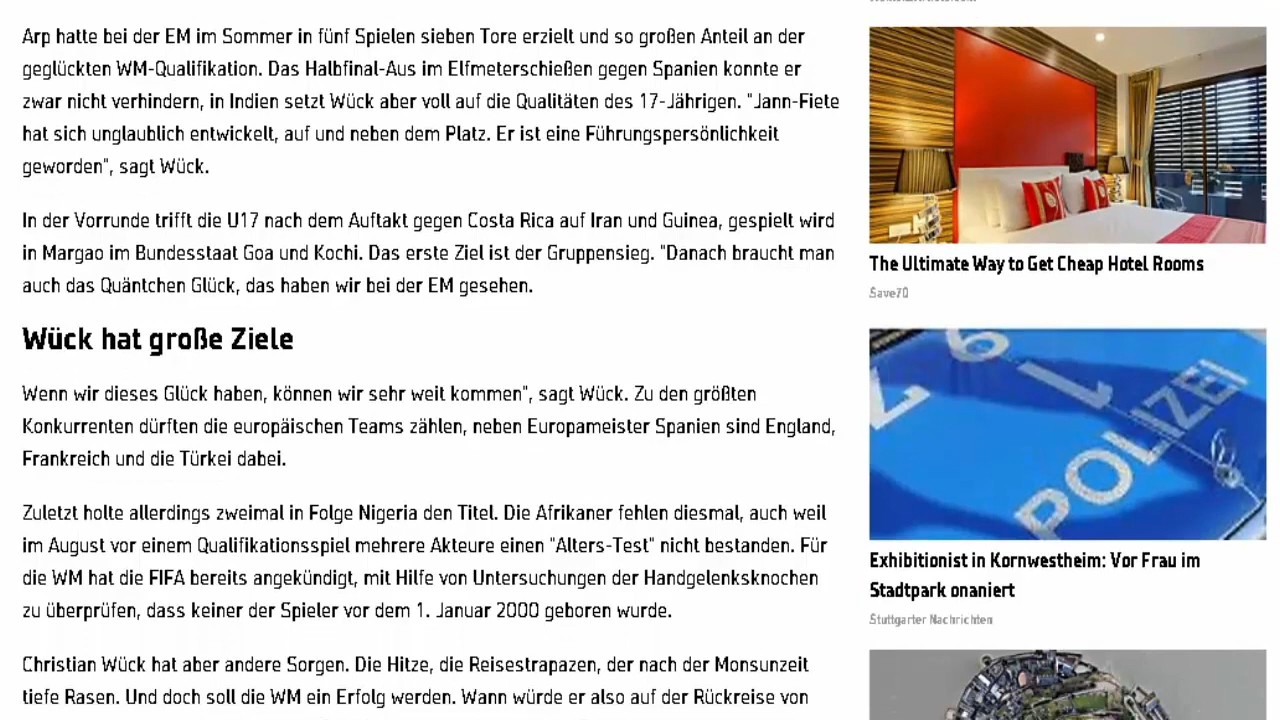 Arp hatte bei der EM im Sommer in fünf Spielen sieben Tore erzielt und so großen Anteil an der
geglückten WM-Qualifikation. Das Halbfinal-Aus im Elfmeterschießen gegen Spanien konnte er
zwar nicht verhindern, in Indien setzt Wück aber voll auf die Qualitäten des 17-Jährigen. "Jann-Fiete
hat sich unglaublich entwickelt, auf und neben dem Platz. Er ist eine Führungspersönlichkeit
geworden", sagt Wück.
In der Vorrunde trifft die U17 nach dem Auftakt gegen Costa Rica auf Iran und Guinea, gespielt wird
in Margao im Bundesstaat Goa und Kochi. Das erste Ziel ist der Gruppensieg. "Danach braucht man
auch das Quäntchen Glück, das haben wir bei der EM gesehen.
Wück hat große Ziele
Wenn wir dieses Glück haben, können wir sehr weit kommen", sagt Wück. Zu den größten
Konkurrenten dürften die europäischen Teams zählen, neben Europameister Spanien sind England,
Frankreich und die Türkei dabei.
Zuletzt holte allerdings zweimal in Folge Nigeria den Titel. Die Afrikaner fehlen diesmal, auch weil
im August vor einem Qualifikationsspiel mehrere Akteure einen "Alters-Test" nicht bestanden. Für
die WM hat die FIFA bereits angekündigt, mit Hilfe von Untersuchungen der Handgelenksknochen
zu überprüfen, dass keiner der Spieler vor dem 1. Januar 2000 geboren wurde.
Christian Wück hat aber andere Sorgen. Die Hitze, die Reisestrapazen, der nach der Monsunzeit
tiefe Rasen. Und doch soll die WM ein Erfolg werden. Wann würde er also auf der Rückreise von
The Ultimate Way to Get Cheap Hotel Rooms
Save70
POLIZEI
Exhibitionist in Kornwestheim: Vor Frau im
Stadtpark onaniert
Stuttgarter Nachrichten